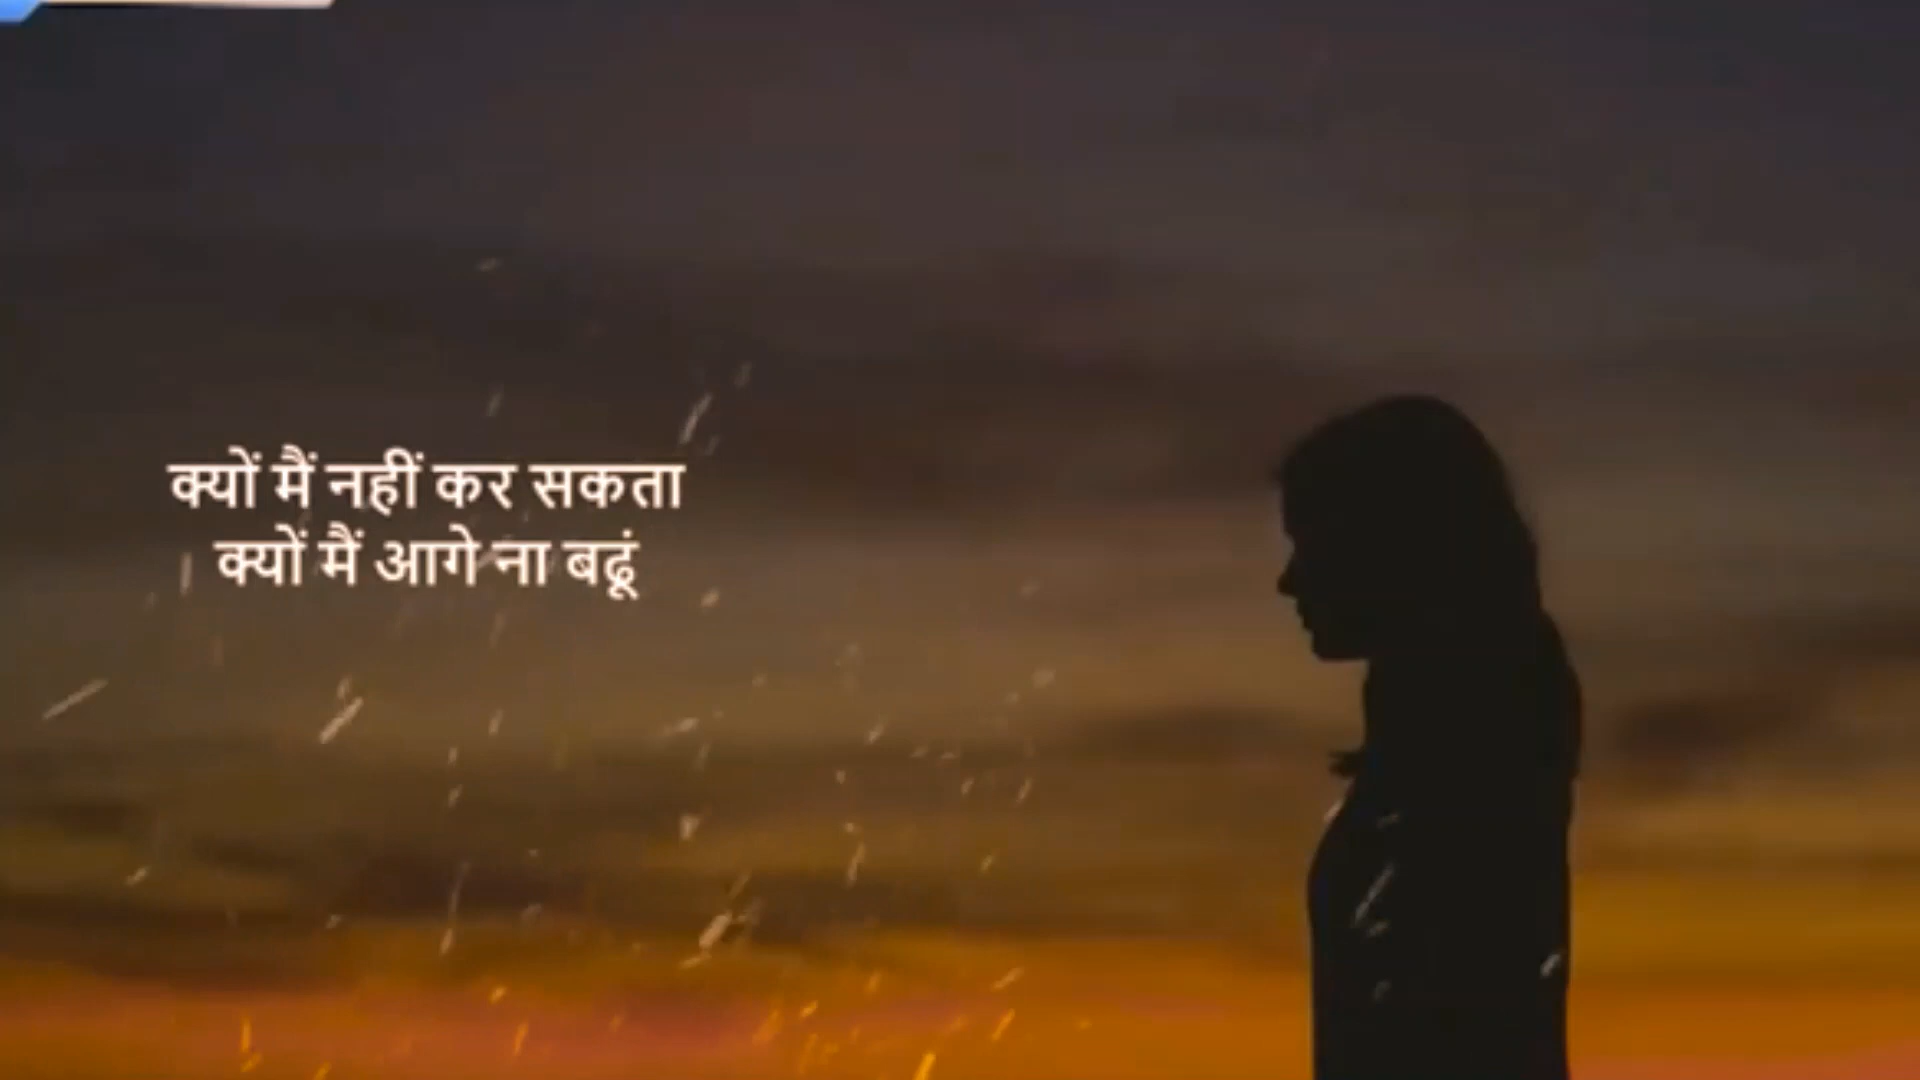 क्यों मैं नहीं कर सकता
क्यों मैं आगे ना बढूं